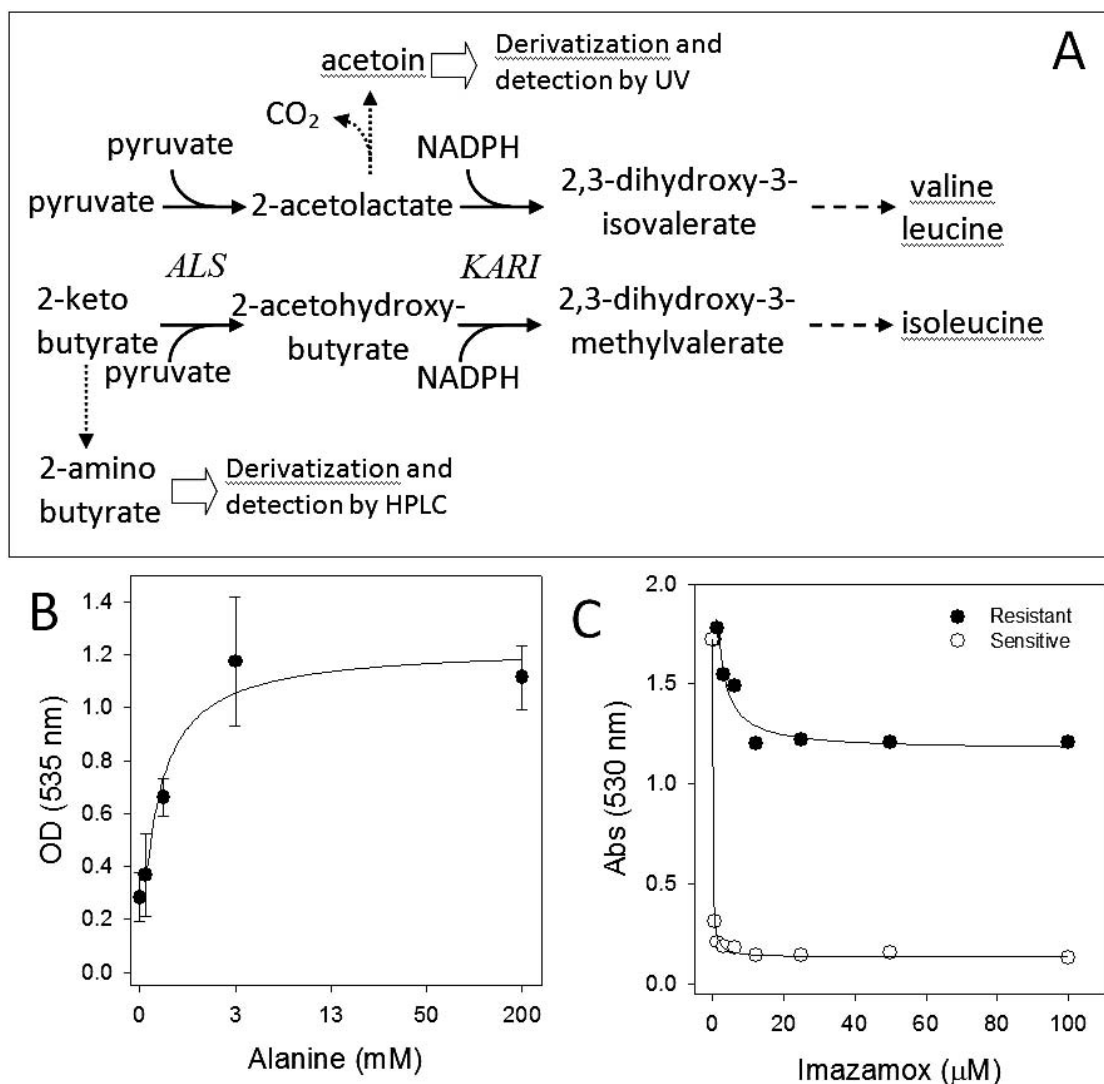 A
acetoin
Derivatization and
detection by UV
CO2
pyruvate
NADPH
pyruvate
2-acetolactate
2,3-dihydroxy-3-
isovalerate
valine
leucine
ALS
KARI
2-keto
butyrate
2-acetohydroxy-
butyrate
2,3-dihydroxy-3-
methylvalerate
isoleucine
pyruvate
NADPH
2-amino
butyrate
Derivatization and
detection by HPLC
B
1.4
1.2
1.0
0.8
0.6
0.4
0.2
0.0
OD (535 nm)
0 3 13 50 200
Alanine (mM)
C
Resistant
Sensitive
2.0
1.5
1.0
0.5
0.0
Abs (530 nm)
0 20 40 60 80 100
Imazamox (µM)